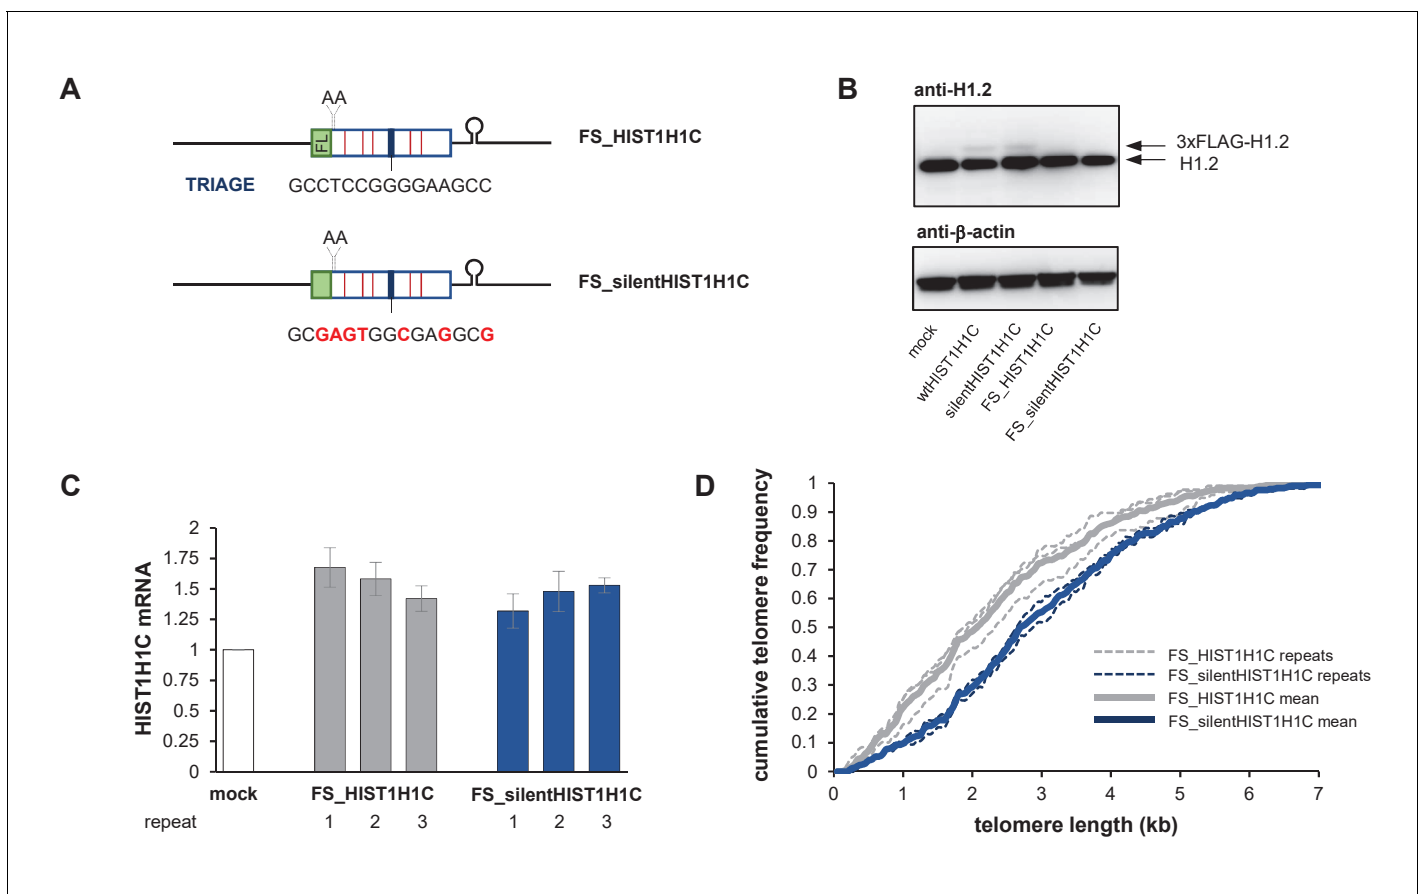 A
AA
FL
FS_HIST1H1C
TRIAGE GCCTCCGGGGAAGCC
AA
FS_silentHIST1H1C
GCGAGTGGCGAGGCG
B
anti-H1.2
3xFLAG-H1.2
H1.2
anti-β-actin
mock
wtHIST1H1C
silentHIST1H1C
FS_HIST1H1C
FS_silentHIST1H1C
C
HIST1H1C mRNA
2
1.75
1.5
1.25
1
0.75
0.5
0.25
0
mock FS_HIST1H1C FS_silentHIST1H1C
repeat 1 2 3 1 2 3
D
cumulative telomere frequency
1
0.9
0.8
0.7
0.6
0.5
0.4
0.3
0.2
0.1
0
FS_HIST1H1C repeats
FS_silentHIST1H1C repeats
FS_HIST1H1C mean
FS_silentHIST1H1C mean
0 1 2 3 4 5 6 7
telomere length (kb)